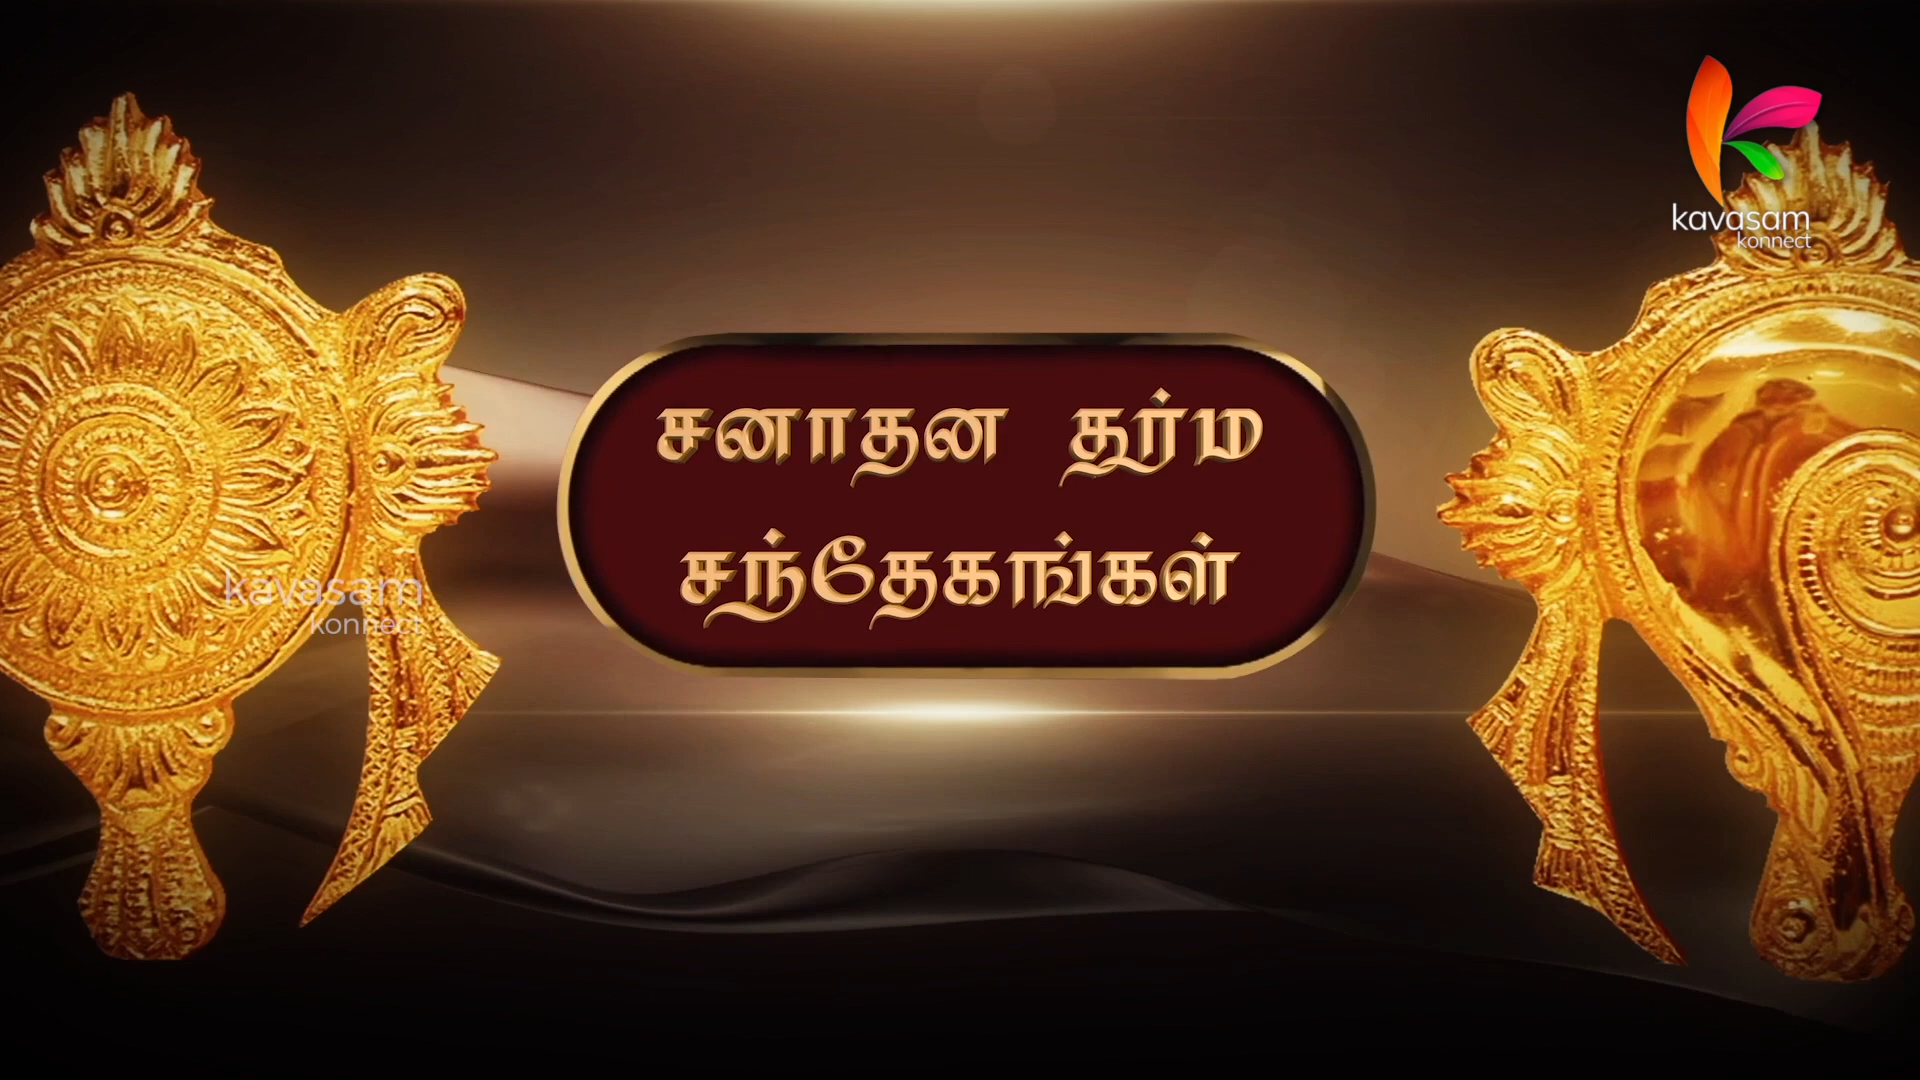 kavasam
konnect
சனாதன தர்ம
சந்தேகங்கள்
kavasam
konnect